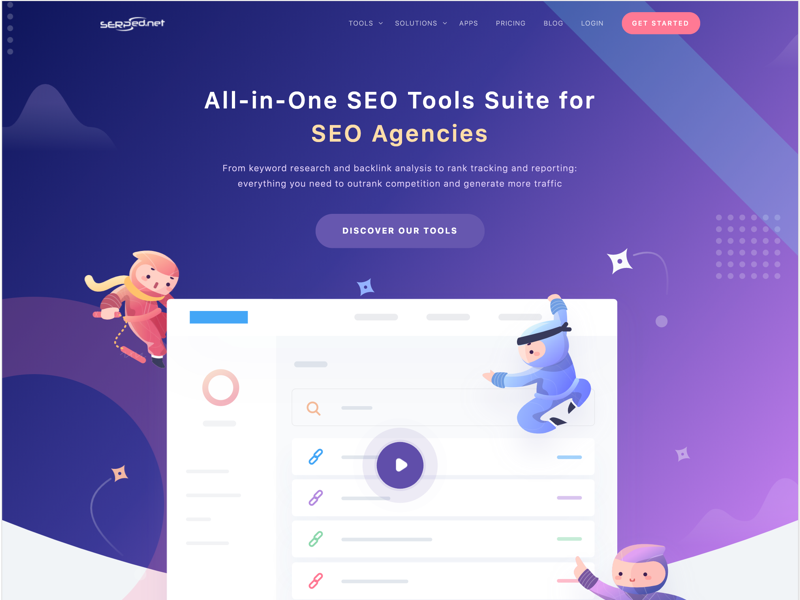 SERPed.net
TOOLS SOLUTIONS APPS PRICING BLOG LOGIN GET STARTED
All-in-One SEO Tools Suite for
SEO Agencies
From keyword research and backlink analysis to rank tracking and reporting:
everything you need to outrank competition and generate more traffic
DISCOVER OUR TOOLS